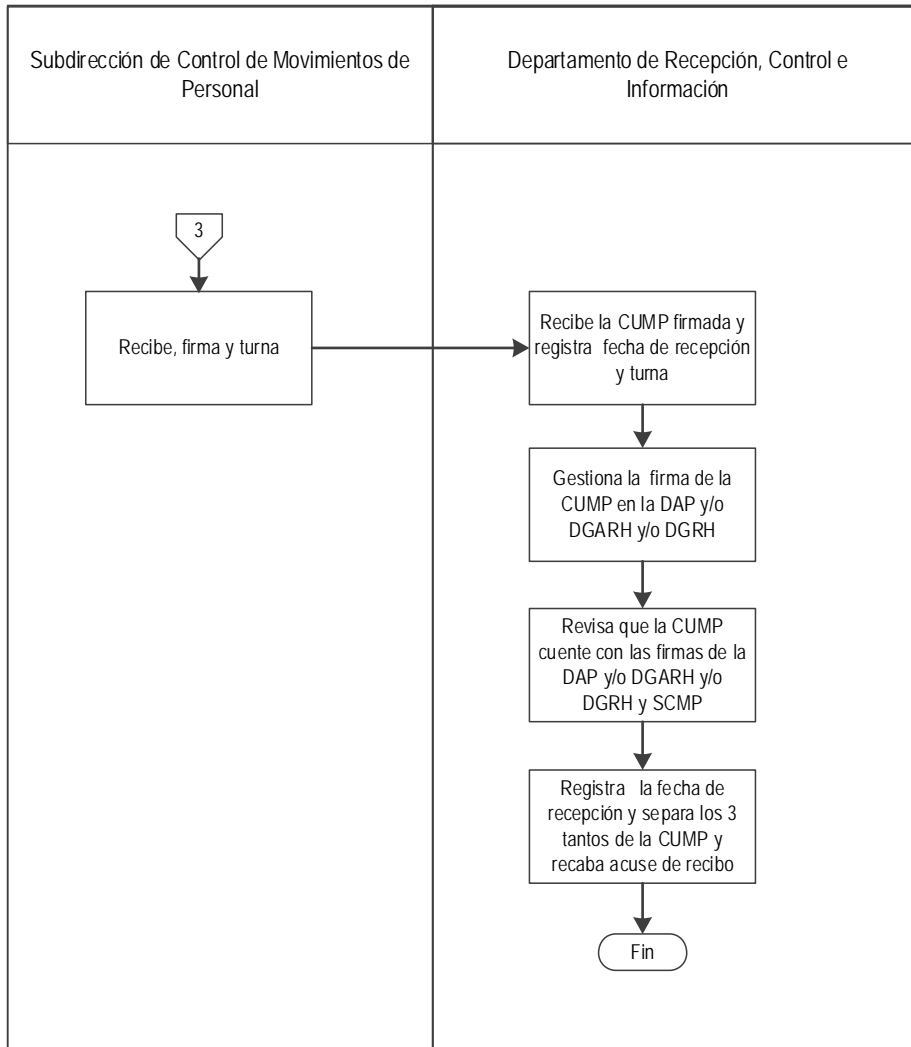 Subdirección de Control de Movimientos de
Personal
Departamento de Recepción, Control e
Información
3
Recibe, firma y turna
Recibe la CUMP firmada y
registra fecha de recepción
y turna
Gestiona la firma de la
CUMP en la DAP y/o
DGARH y/o DGRH
Revisa que la CUMP
cuente con las firmas de la
DAP y/o DGARH y/o
DGRH y SCMP
Registra la fecha de
recepción y separa los 3
tantos de la CUMP y
recaba acuse de recibo
Fin